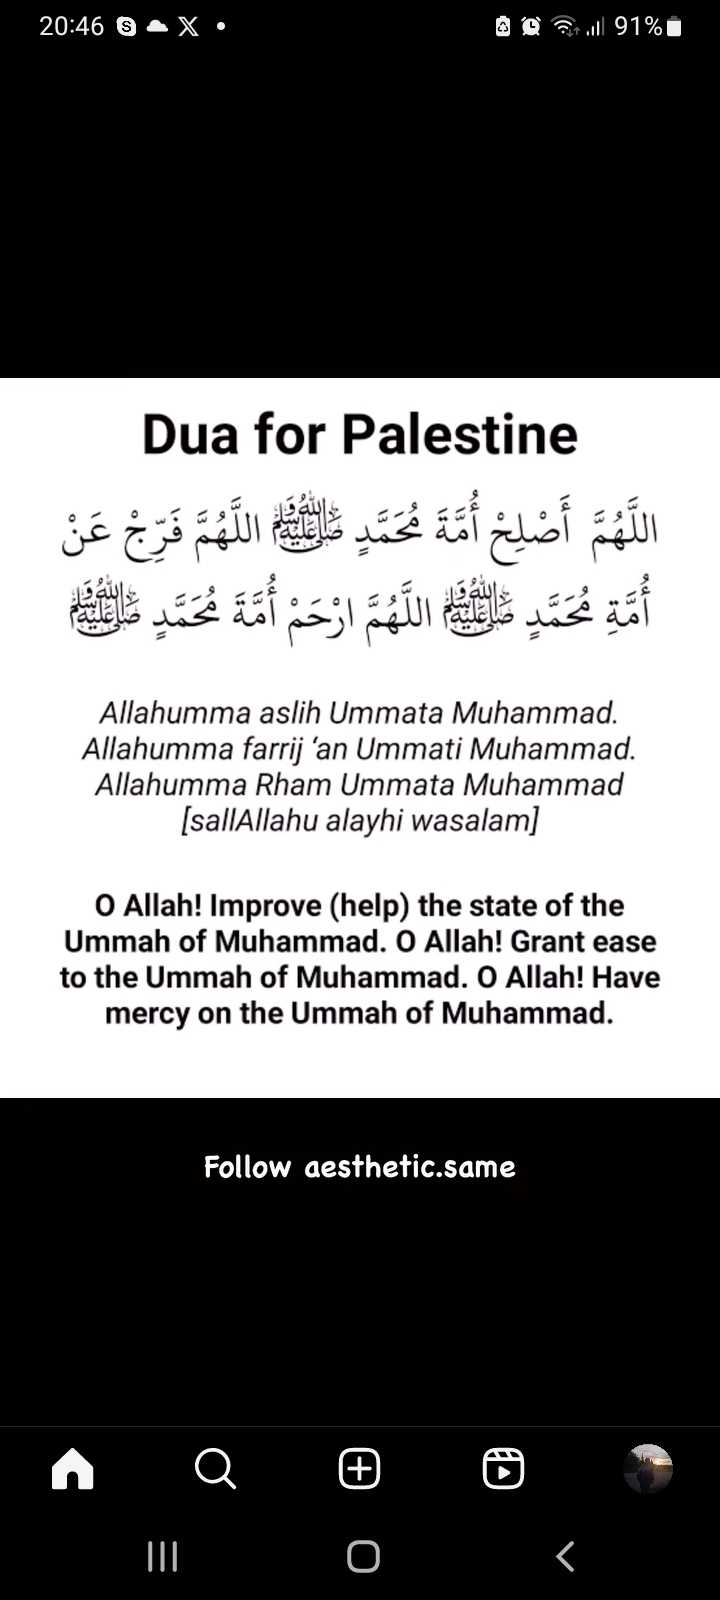 20:46
91%
Dua for Palestine
اللَّهُمَّ أَصْلِحْ أُمَّةَ مُحَمَّدٍ ﷺ اللَّهُمَّ فَرِّجْ عَنْ
أُمَّةِ مُحَمَّدٍ ﷺ اللَّهُمَّ ارْحَمْ أُمَّةَ مُحَمَّدٍ ﷺ
Allahumma aslih Ummata Muhammad.
Allahumma farrij ‘an Ummati Muhammad.
Allahumma Rham Ummata Muhammad
[sallAllahu alayhi wasalam]
O Allah! Improve (help) the state of the
Ummah of Muhammad. O Allah! Grant ease
to the Ummah of Muhammad. O Allah! Have
mercy on the Ummah of Muhammad.
Follow aesthetic.same